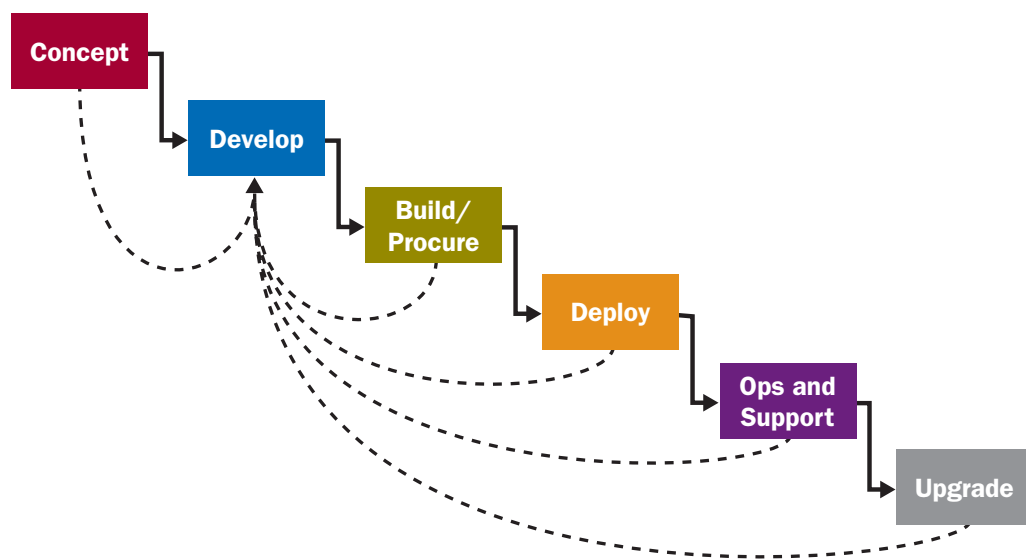 Concept
Develop
Build/
Procure
Deploy
Ops and
Support
Upgrade